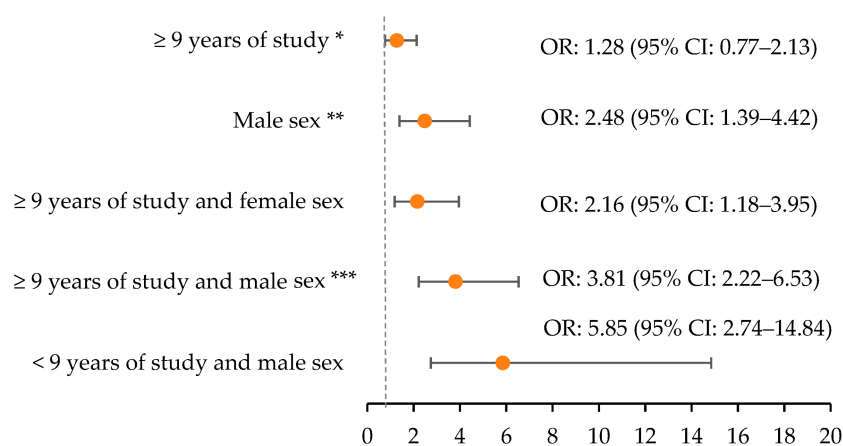 ≥ 9 years of study *
OR: 1.28 (95% CI: 0.77–2.13)
Male sex **
OR: 2.48 (95% CI: 1.39–4.42)
≥ 9 years of study and female sex
OR: 2.16 (95% CI: 1.18–3.95)
≥ 9 years of study and male sex ***
OR: 3.81 (95% CI: 2.22–6.53)
OR: 5.85 (95% CI: 2.74–14.84)
< 9 years of study and male sex
0 2 4 6 8 10 12 14 16 18 20